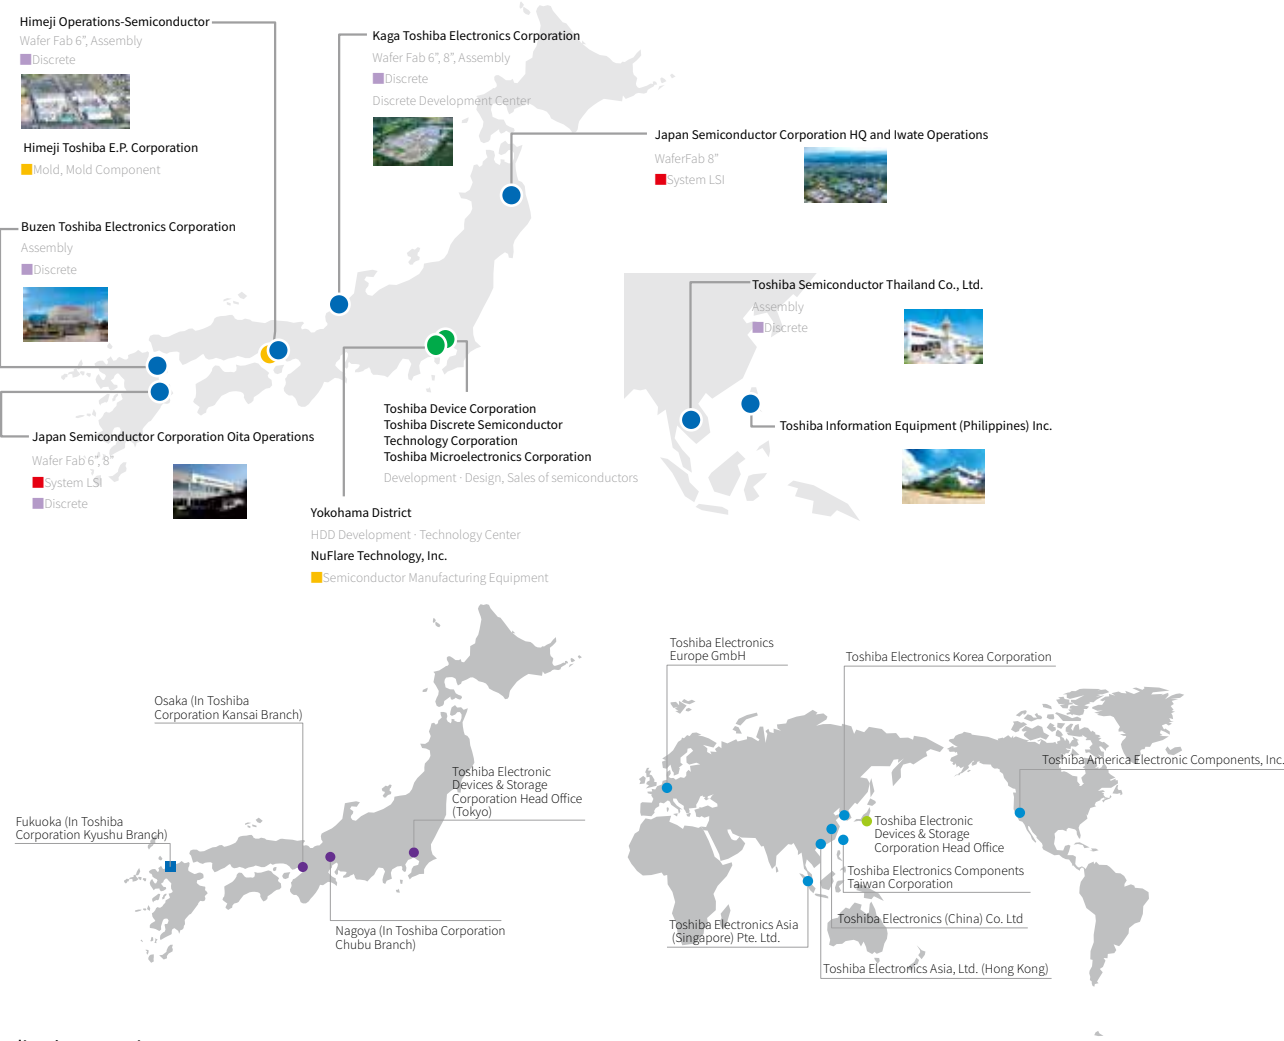 Himeji Operations-Semiconductor
Wafer Fab 6”, Assembly
Discrete
Himeji Toshiba E.P. Corporation
Mold, Mold Component
Buzen Toshiba Electronics Corporation
Assembly
Discrete
Japan Semiconductor Corporation Oita Operations
Wafer Fab 6”, 8”
System LSI
Discrete
Kaga Toshiba Electronics Corporation
Wafer Fab 6”, 8”, Assembly
Discrete
Discrete Development Center
Japan Semiconductor Corporation HQ and Iwate Operations
WaferFab 8”
System LSI
Toshiba Device Corporation
Toshiba Discrete Semiconductor
Technology Corporation
Toshiba Microelectronics Corporation
Development · Design, Sales of semiconductors
Yokohama District
HDD Development · Technology Center
NuFlare Technology, Inc.
Semiconductor Manufacturing Equipment
Toshiba Semiconductor Thailand Co., Ltd.
Assembly
Discrete
Toshiba Information Equipment (Philippines) Inc.
Osaka (In Toshiba
Corporation Kansai Branch)
Fukuoka (In Toshiba
Corporation Kyushu Branch)
Toshiba Electronic
Devices & Storage
Corporation Head Office
(Tokyo)
Nagoya (In Toshiba Corporation
Chubu Branch)
Toshiba Electronics
Europe GmbH
Toshiba Electronics Korea Corporation
Toshiba America Electronic Components, Inc.
Toshiba Electronic
Devices & Storage
Corporation Head Office
Toshiba Electronics Components
Taiwan Corporation
Toshiba Electronics (China) Co. Ltd
Toshiba Electronics Asia
(Singapore) Pte. Ltd.
Toshiba Electronics Asia, Ltd. (Hong Kong)